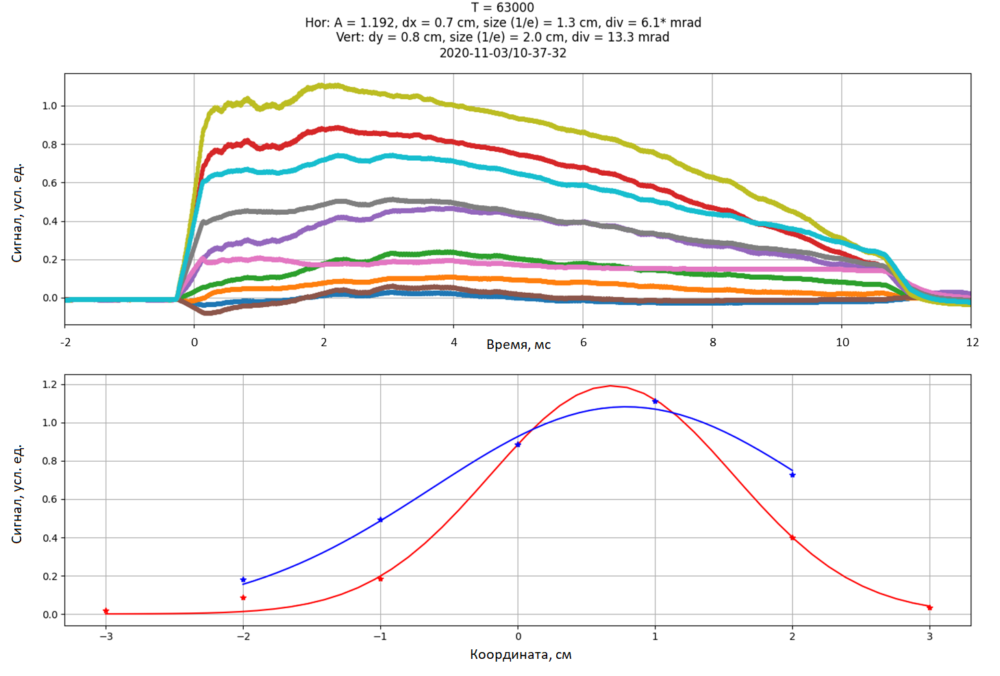 T = 63000
Hor: A = 1.192, dx = 0.7 cm, size (1/e) = 1.3 cm, div = 6.1* mrad
Vert: dy = 0.8 cm, size (1/e) = 2.0 cm, div = 13.3 mrad
2020-11-03/10-37-32
Сигнал, усл. ед.
1.0
0.8
0.6
0.4
0.2
0.0
-2 0 2 4 6 8 10 12
Время, мс
Сигнал, усл. ед.
1.2
1.0
0.8
0.6
0.4
0.2
0.0
−3 −2 −1 0 1 2 3
Координата, см